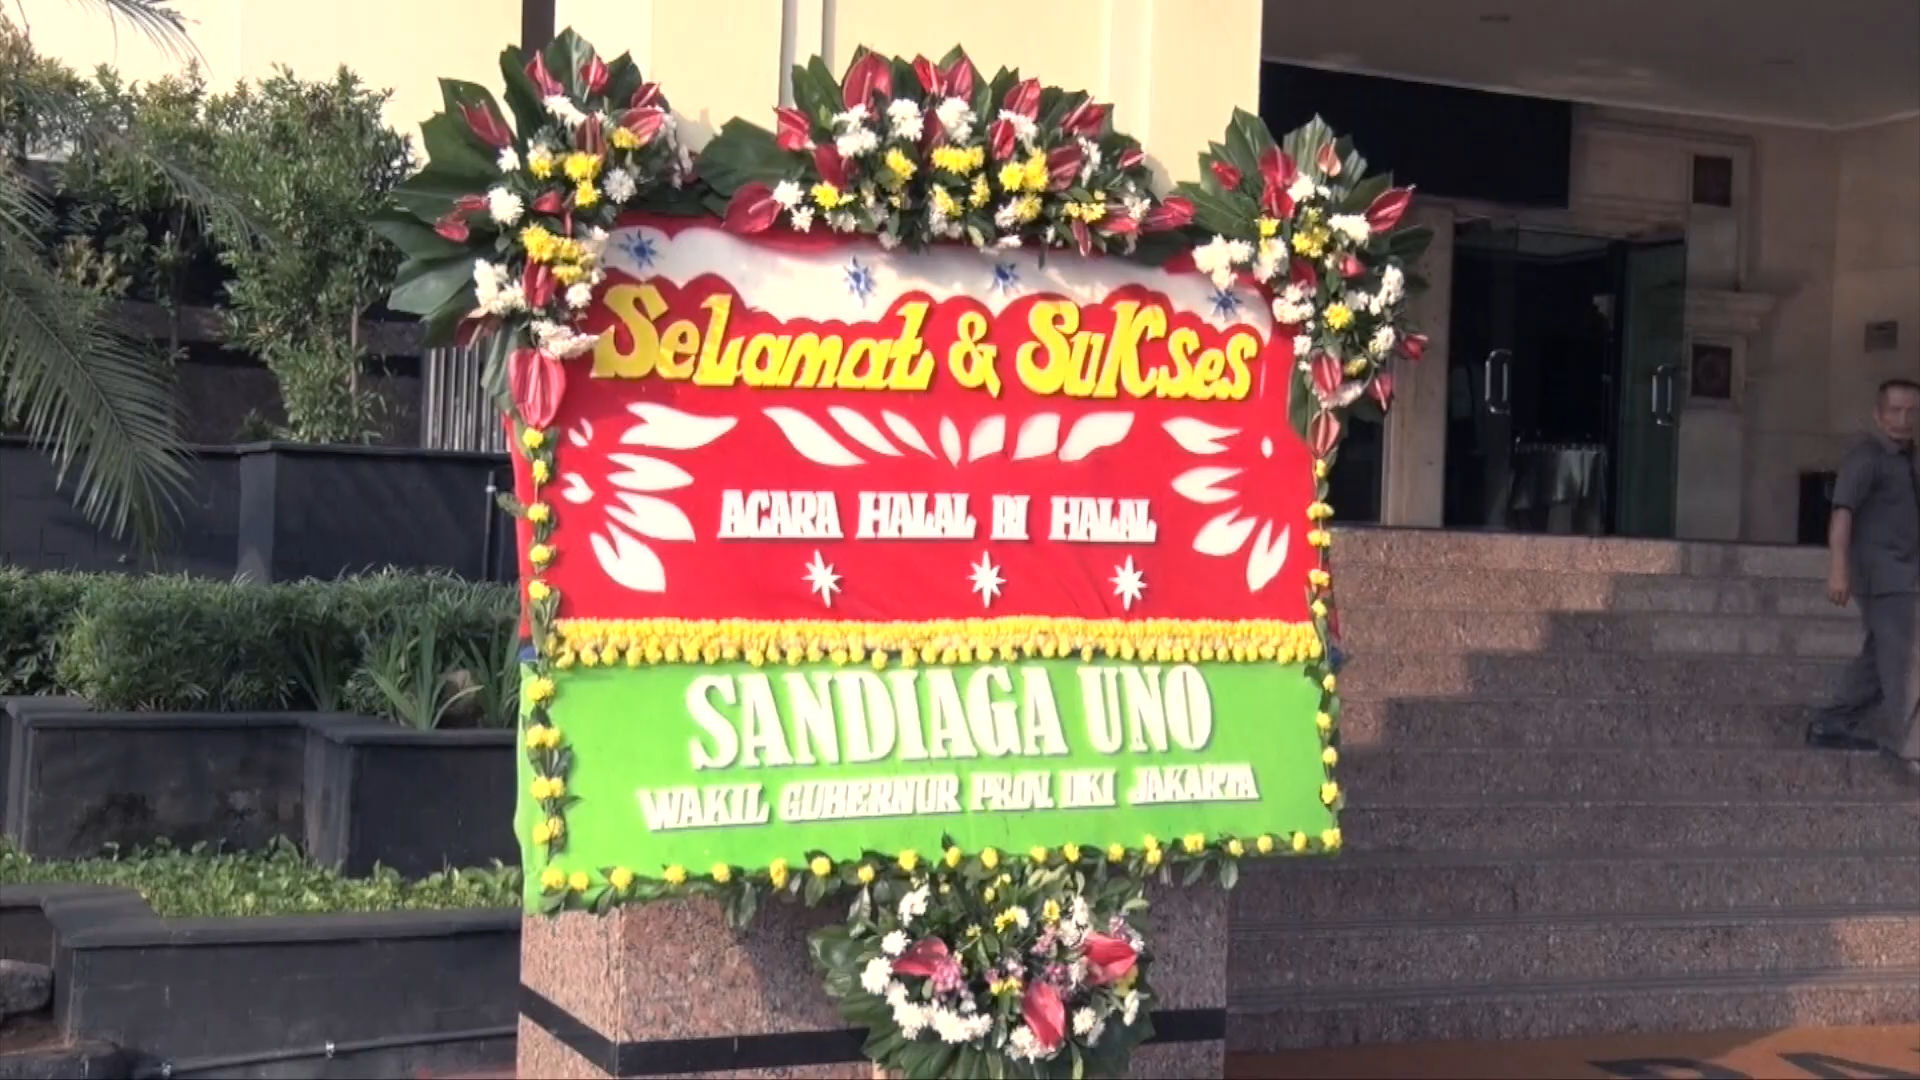 Selamat & Sukses
ACARA HALAL BI HALAL
SANDIAGA UNO
WAKIL GUBERNUR PROV. DKI JAKARTA